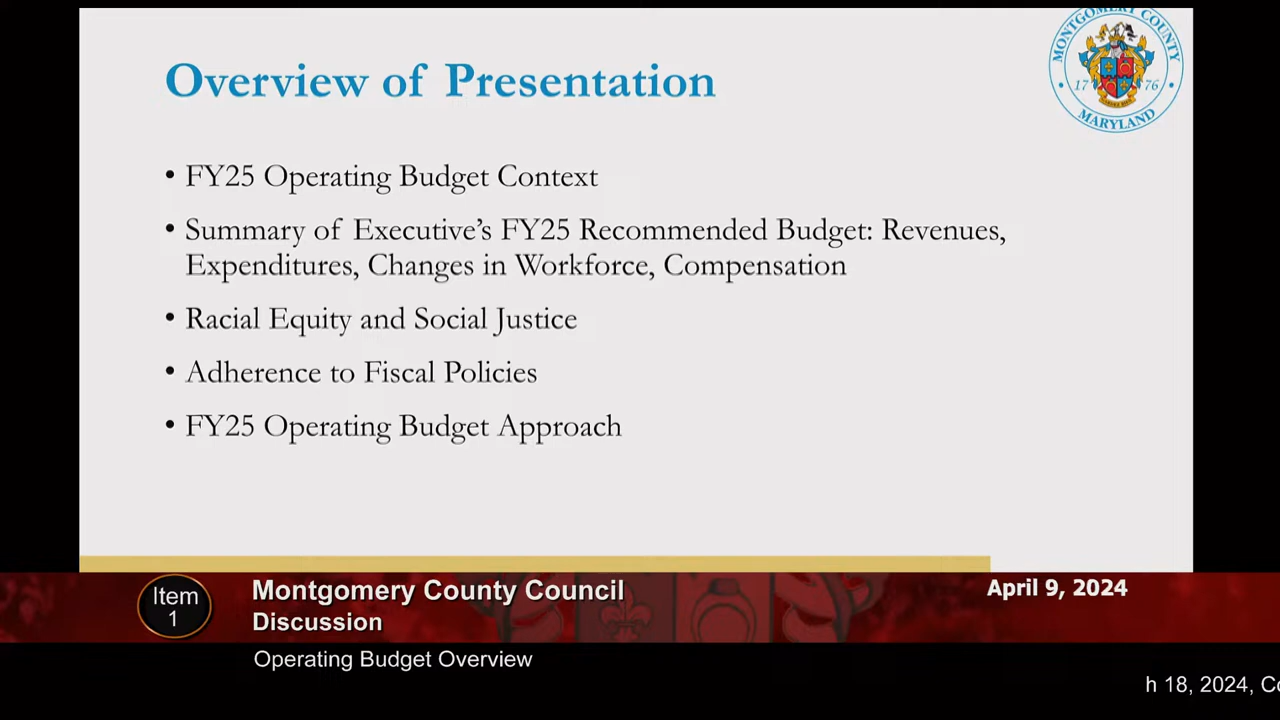 Overview of Presentation
MONTGOMERY COUNTY
17 76
MARYLAND
• FY25 Operating Budget Context
• Summary of Executive’s FY25 Recommended Budget: Revenues,
Expenditures, Changes in Workforce, Compensation
• Racial Equity and Social Justice
• Adherence to Fiscal Policies
• FY25 Operating Budget Approach
Item
1
Montgomery County Council
Discussion
April 9, 2024
Operating Budget Overview
h 18, 2024, Co